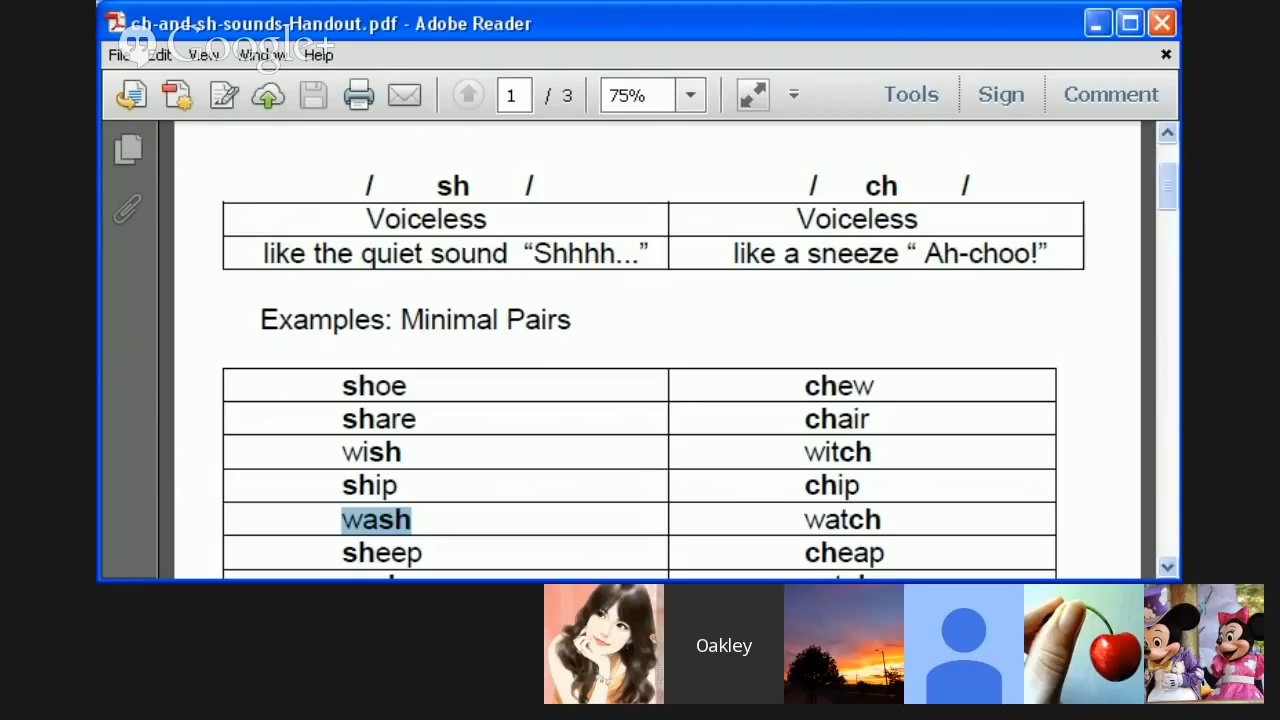 ch-and-sh-sounds-Handout.pdf - Adobe Reader
Google+
File Edit View Window Help
1 / 3 75% Tools Sign Comment
/ sh / / ch /
Voiceless Voiceless
like the quiet sound “Shhhh...” like a sneeze “ Ah-choo!”
Examples: Minimal Pairs
shoe chew
share chair
wish witch
ship chip
wash watch
sheep cheap
Oakley